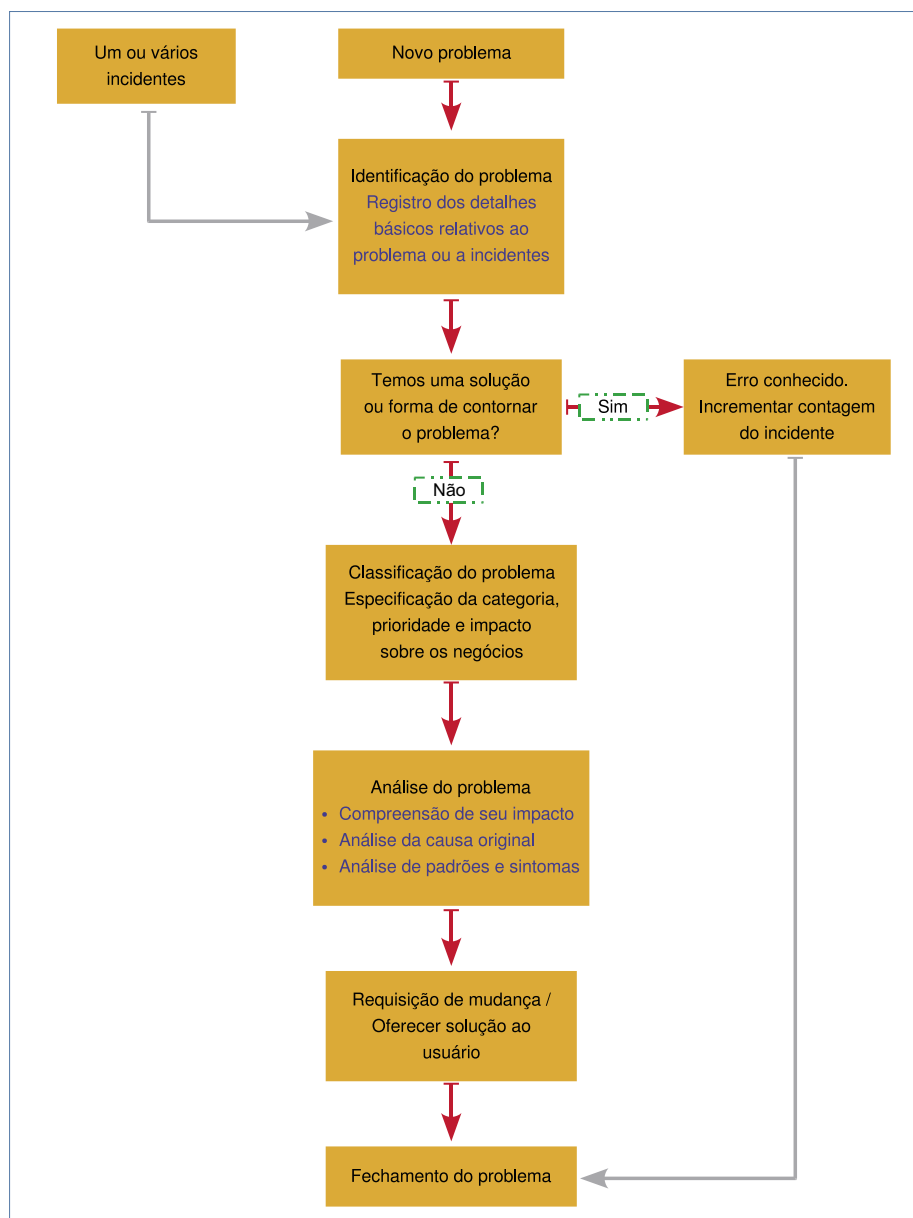 Um ou vários
incidentes
Novo problema
Identificação do problema
Registro dos detalhes
básicos relativos ao
problema ou a incidentes
Temos uma solução
ou forma de contornar
o problema?
Sim
Erro conhecido.
Incrementar contagem
do incidente
Não
Classificação do problema
Especificação da categoria,
prioridade e impacto
sobre os negócios
Análise do problema
• Compreensão de seu impacto
• Análise da causa original
• Análise de padrões e sintomas
Requisição de mudança /
Oferecer solução ao
usuário
Fechamento do problema